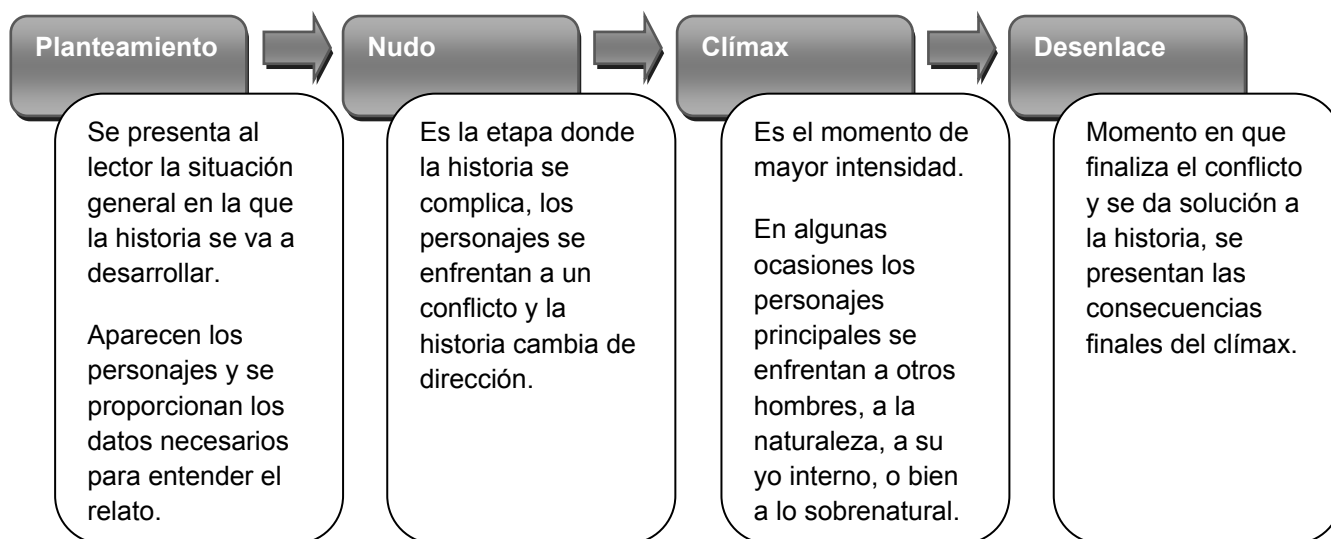 Planteamiento
Se presenta al
lector la situación
general en la que
la historia se va a
desarrollar.
Aparecen los
personajes y se
proporcionan los
datos necesarios
para entender el
relato.
Nudo
Es la etapa donde
la historia se
complica, los
personajes se
enfrentan a un
conflicto y la
historia cambia de
dirección.
Clímax
Es el momento de
mayor intensidad.
En algunas
ocasiones los
personajes
principales se
enfrentan a otros
hombres, a la
naturaleza, a su
yo interno, o bien
a lo sobrenatural.
Desenlace
Momento en que
finaliza el conflicto
y se da solución a
la historia, se
presentan las
consecuencias
finales del clímax.